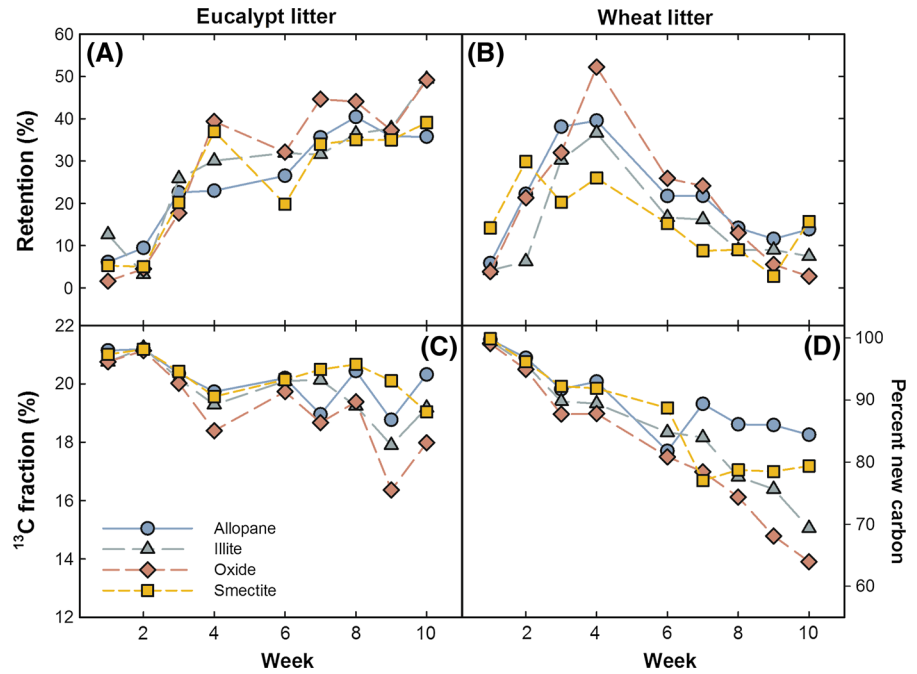 Eucalypt litter
Wheat litter
(A)
(B)
Retention (%)
60
50
40
30
20
10
0
(C)
(D)
13C fraction (%)
22
20
18
16
14
12
Percent new carbon
100
90
80
70
60
Allopane
Illite
Oxide
Smectite
2 4 6 8 10
2 4 6 8 10
Week
Week